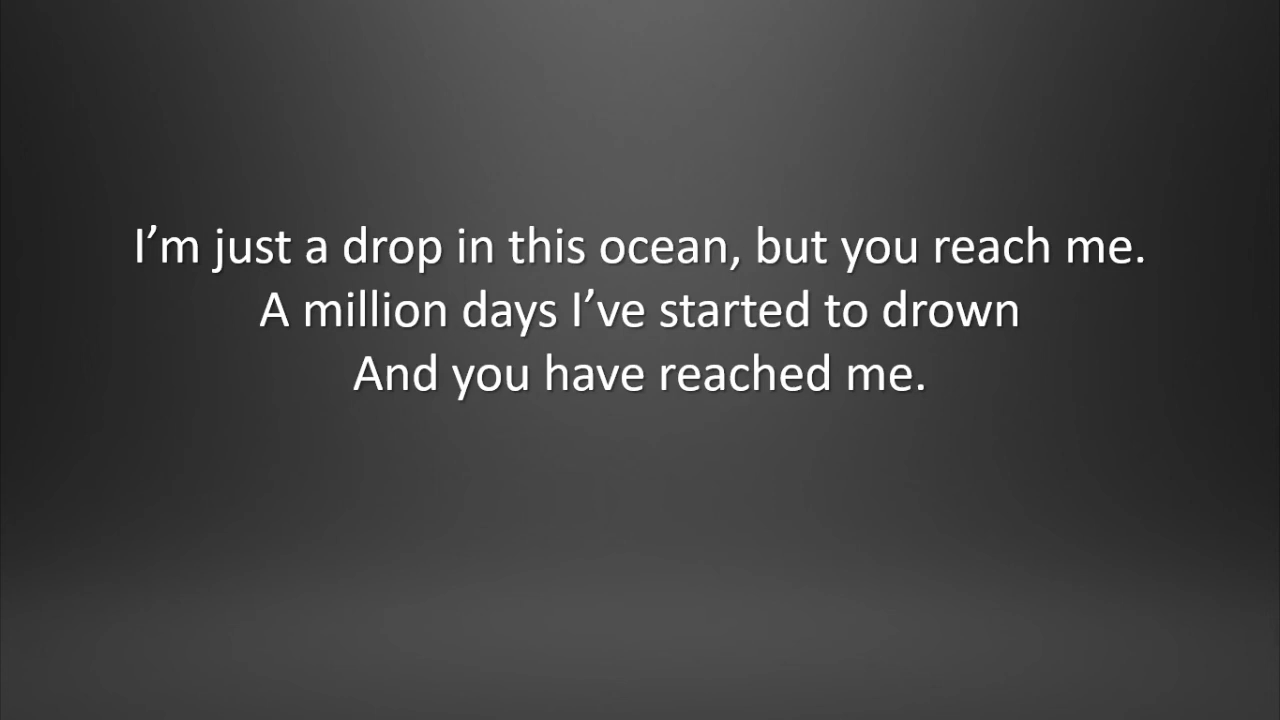 I’m just a drop in this ocean, but you reach me.
A million days I’ve started to drown
And you have reached me.